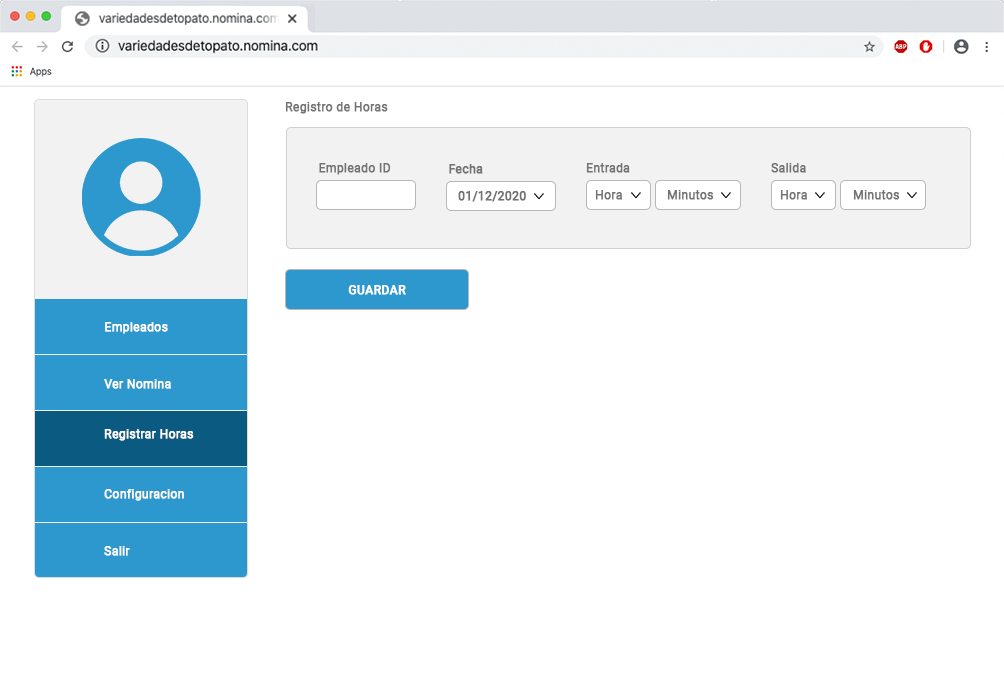 variedadesdetopato.nomina.com
variedadesdetopato.nomina.com
ABP
Apps
Registro de Horas
Empleado ID
Fecha
Entrada
Salida
01/12/2020
Hora
Minutos
Hora
Minutos
GUARDAR
Empleados
Ver Nomina
Registrar Horas
Configuracion
Salir